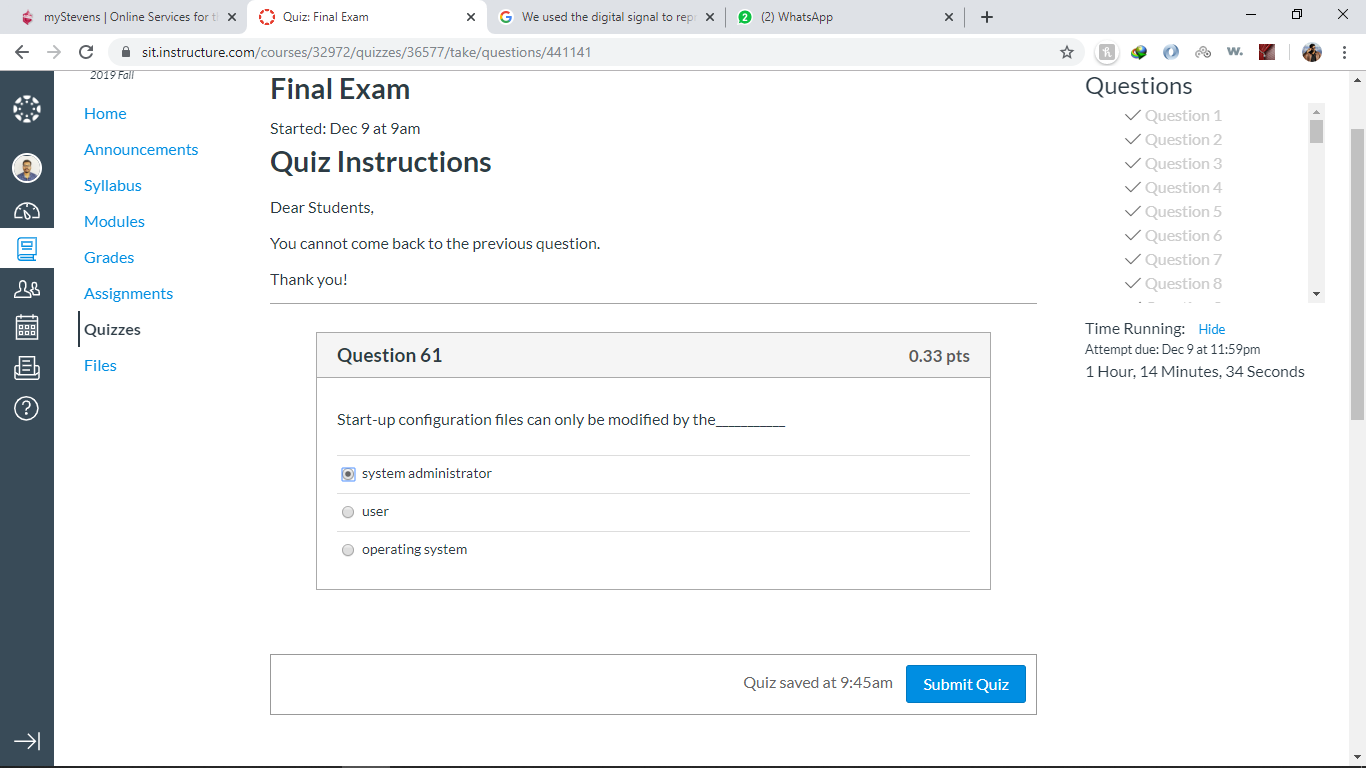 myStevens | Online Services for t
Quiz: Final Exam
We used the digital signal to rep
(2) WhatsApp
sit.instructure.com/courses/32972/quizzes/36577/take/questions/441141
2019 Fall
Home
Announcements
Syllabus
Modules
Grades
Assignments
Quizzes
Files
Final Exam
Started: Dec 9 at 9am
Quiz Instructions
Dear Students,
You cannot come back to the previous question.
Thank you!
Question 61
0.33 pts
Start-up configuration files can only be modified by the___________
system administrator
user
operating system
Quiz saved at 9:45am
Submit Quiz
Questions
Question 1
Question 2
Question 3
Question 4
Question 5
Question 6
Question 7
Question 8
Time Running: Hide
Attempt due: Dec 9 at 11:59pm
1 Hour, 14 Minutes, 34 Seconds